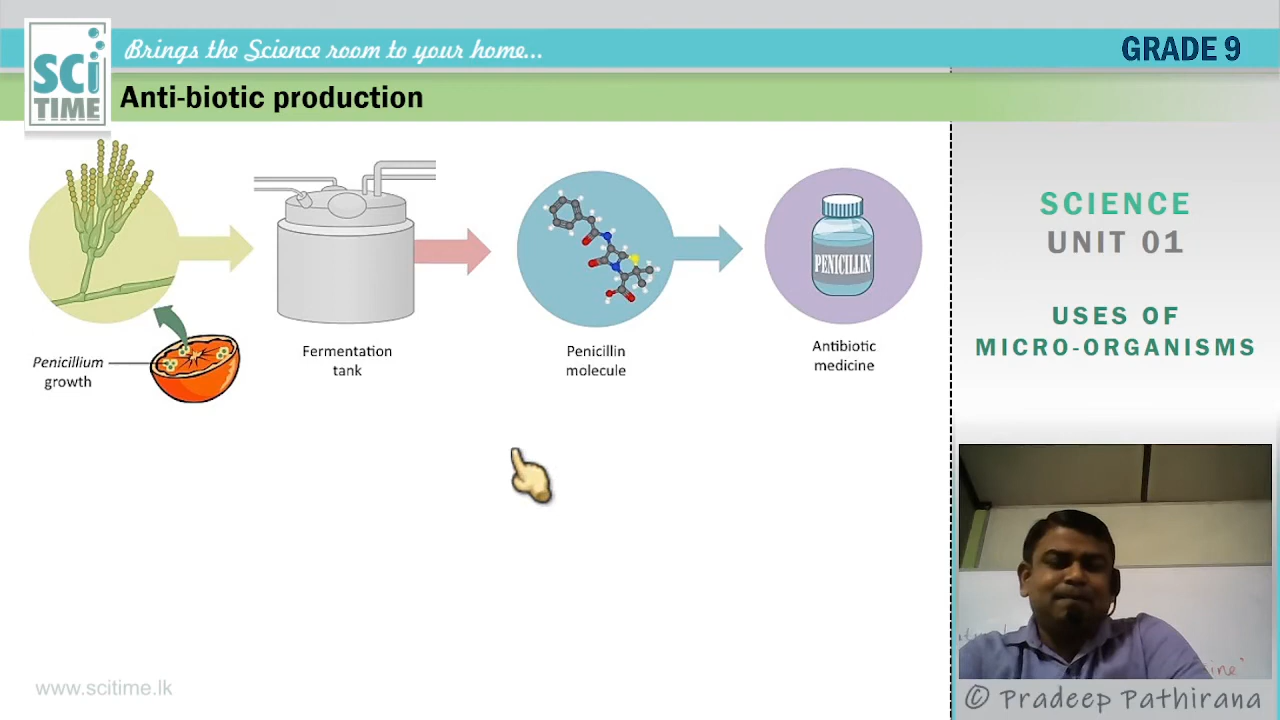 SCi
TIME
Brings the Science room to your home...
GRADE 9
Anti-biotic production
Penicillium
growth
Fermentation
tank
Penicillin
molecule
PENICILLIN
Antibiotic
medicine
SCIENCE
UNIT 01
USES OF
MICRO-ORGANISMS
www.scitime.lk
© Pradeep Pathirana